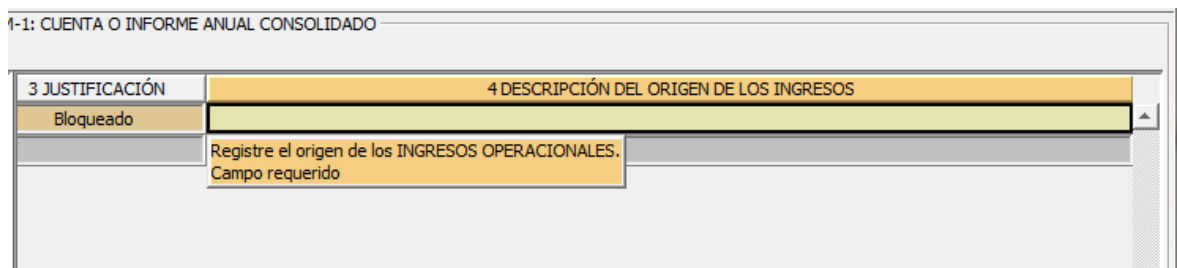 -1: CUENTA O INFORME ANUAL CONSOLIDADO
3 JUSTIFICACIÓN
4 DESCRIPCIÓN DEL ORIGEN DE LOS INGRESOS
Bloqueado
Registre el origen de los INGRESOS OPERACIONALES.
Campo requerido